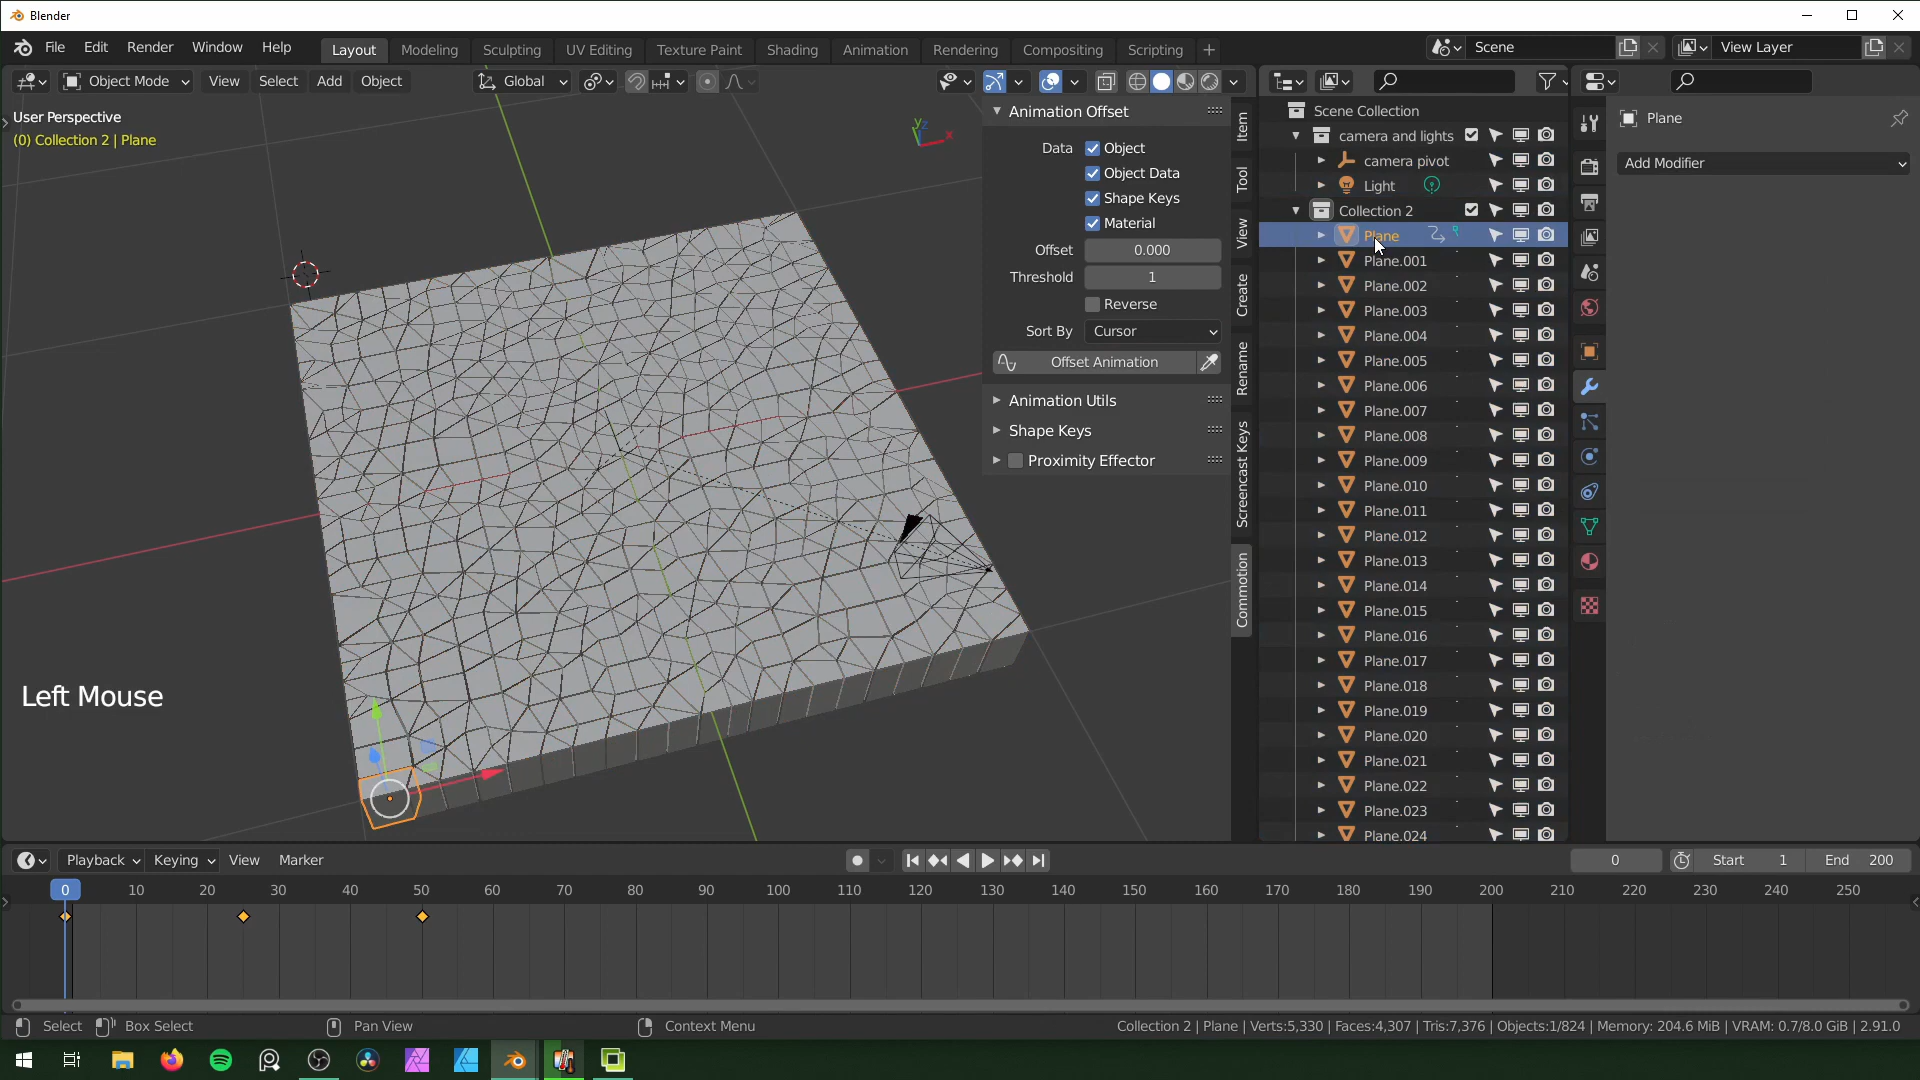 Blender
File Edit Render Window Help
Layout Modeling Sculpting UV Editing Texture Paint Shading Animation Rendering Compositing Scripting +
Scene View Layer
Object Mode View Select Add Object Global
User Perspective
(0) Collection 2 | Plane
Animation Offset
Data Object
Object Data
Shape Keys
Material
Offset 0.000
Threshold 1
Reverse
Sort By Cursor
Offset Animation
Animation Utils
Shape Keys
Proximity Effector
Item
Tool
View
Create
Rename
Screencast Keys
Commotion
Scene Collection
camera and lights
camera pivot
Light
Collection 2
Plane
Plane.001
Plane.002
Plane.003
Plane.004
Plane.005
Plane.006
Plane.007
Plane.008
Plane.009
Plane.010
Plane.011
Plane.012
Plane.013
Plane.014
Plane.015
Plane.016
Plane.017
Plane.018
Plane.019
Plane.020
Plane.021
Plane.022
Plane.023
Plane.024
Plane
Add Modifier
Y Z X
Left Mouse
Playback Keying View Marker
0 Start 1 End 200
0 10 20 30 40 50 60 70 80 90 100 110 120 130 140 150 160 170 180 190 200 210 220 230 240 250
Select Box Select Pan View Context Menu
Collection 2 | Plane | Verts:5,330 | Faces:4,307 | Tris:7,376 | Objects:1/824 | Memory: 204.6 MiB | VRAM: 0.7/8.0 GiB | 2.91.0